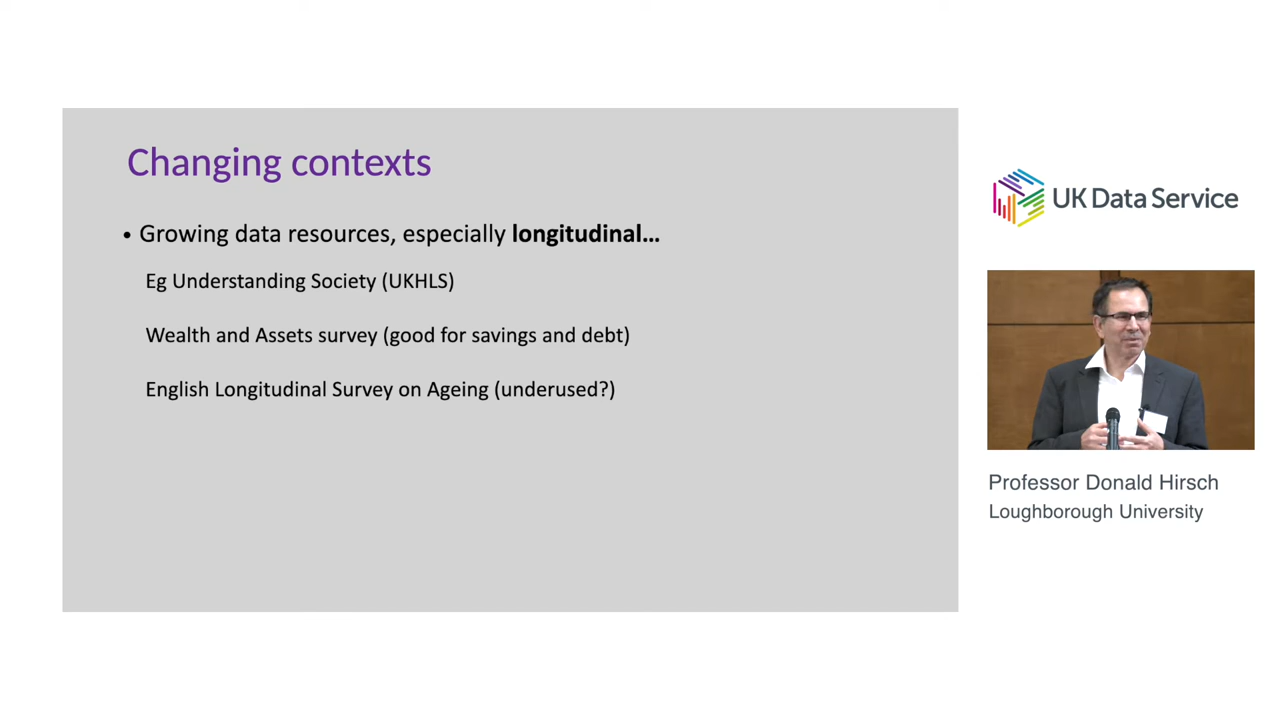 Changing contexts
• Growing data resources, especially longitudinal...
Eg Understanding Society (UKHLS)
Wealth and Assets survey (good for savings and debt)
English Longitudinal Survey on Ageing (underused?)
UK Data Service
Professor Donald Hirsch
Loughborough University